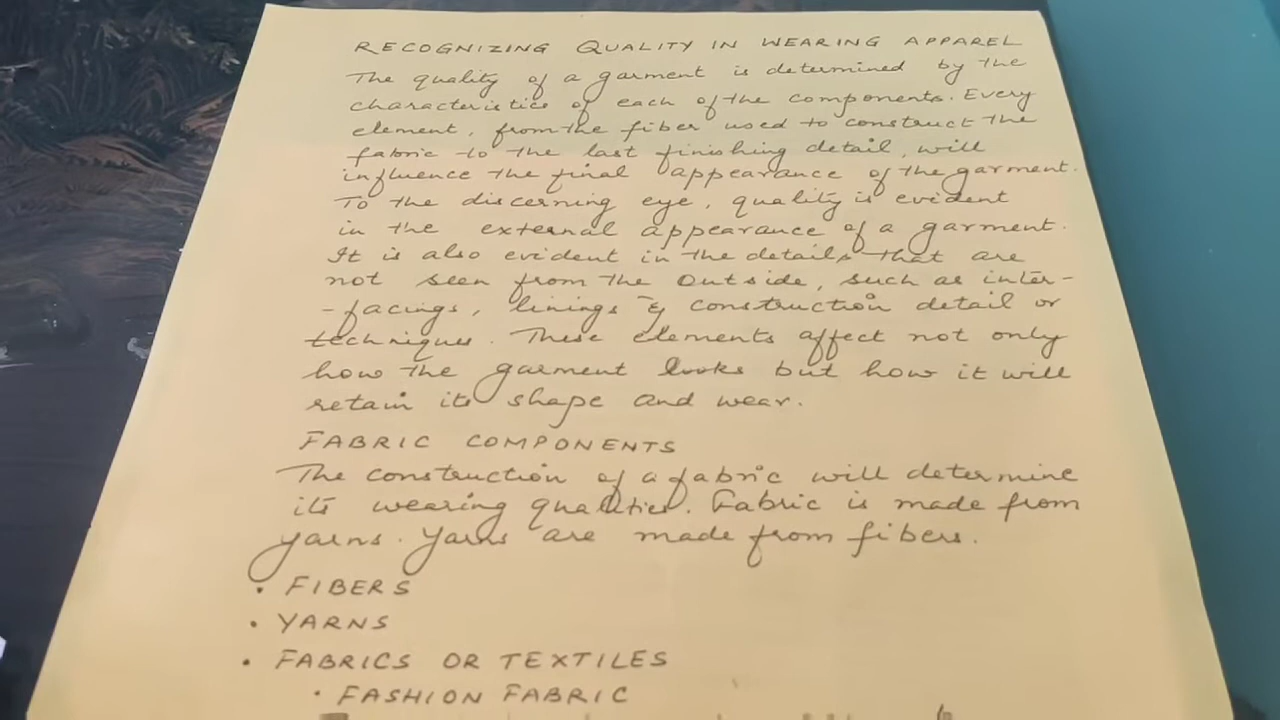 RECOGNIZING QUALITY IN WEARING APPAREL
The quality of a garment is determined by the
characteristics of each of the components. Every
element, from the fiber used to construct the
fabric to the last finishing detail, will
influence the final appearance of the garment.
To the discerning eye, quality is evident
in the external appearance of a garment.
It is also evident in the details that are
not seen from the outside, such as inter-
-facings, linings & construction detail or
techniques. These elements affect not only
how the garment looks but how it will
retain its shape and wear.
FABRIC COMPONENTS
The construction of a fabric will determine
its wearing qualities. Fabric is made from
yarns. Yarns are made from fibers.
• FIBERS
• YARNS
• FABRICS OR TEXTILES
• FASHION FABRIC